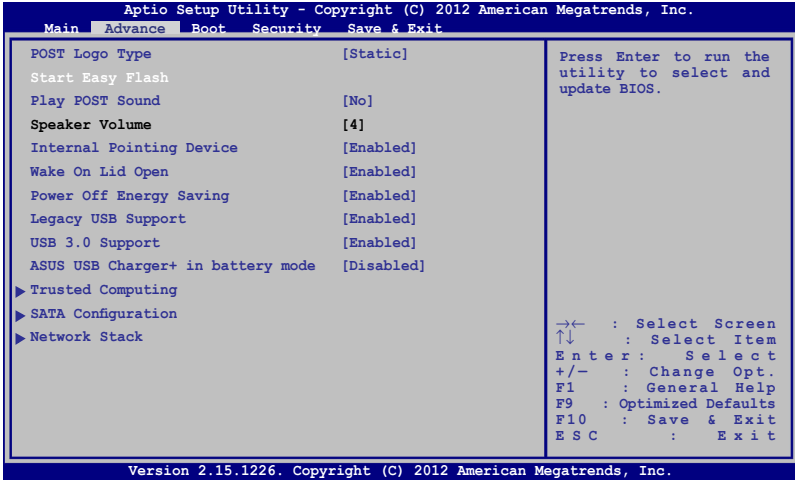 Aptio Setup Utility - Copyright (C) 2012 American Megatrends, Inc.
Main Advance Boot Security Save & Exit
POST Logo Type [Static]
Start Easy Flash
Play POST Sound [No]
Speaker Volume [4]
Internal Pointing Device [Enabled]
Wake On Lid Open [Enabled]
Power Off Energy Saving [Enabled]
Legacy USB Support [Enabled]
USB 3.0 Support [Enabled]
ASUS USB Charger+ in battery mode [Disabled]
Trusted Computing
SATA Configuration
Network Stack
Press Enter to run the
utility to select and
update BIOS.
→← : Select Screen
↑↓ : Select Item
Enter: Select
+/— : Change Opt.
F1 : General Help
F9 : Optimized Defaults
F10 : Save & Exit
ESC : Exit
Version 2.15.1226. Copyright (C) 2012 American Megatrends, Inc.